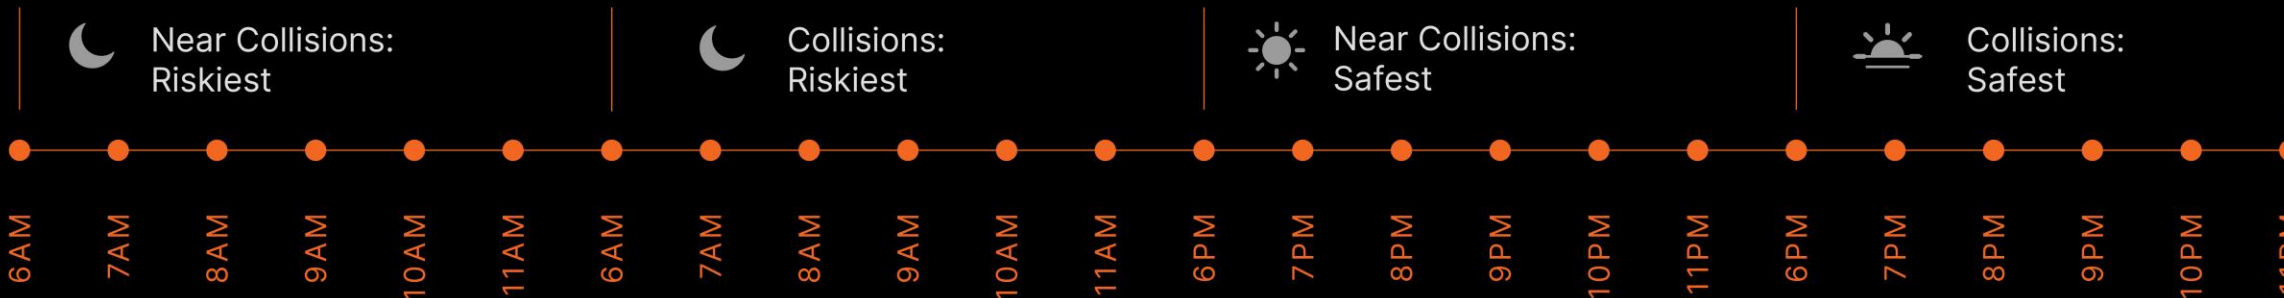 Near Collisions:
Riskiest
Collisions:
Riskiest
Near Collisions:
Safest
Collisions:
Safest
6AM
7AM
8AM
9AM
10AM
11AM
6AM
7AM
8AM
9AM
10AM
11AM
6PM
7PM
8PM
9PM
10PM
11PM
6PM
7PM
8PM
9PM
10PM